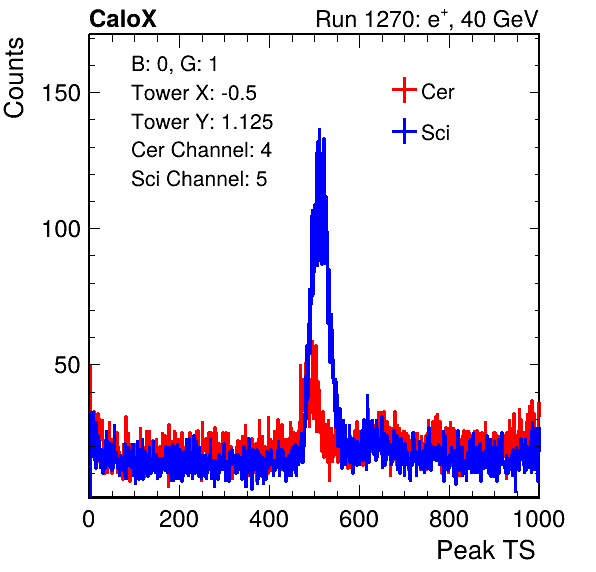 CaloX Run 1270: e⁺, 40 GeV
Counts
B: 0, G: 1
Tower X: -0.5
Tower Y: 1.125
Cer Channel: 4
Sci Channel: 5
Cer
Sci
150
100
50
0 200 400 600 800 1000
Peak TS